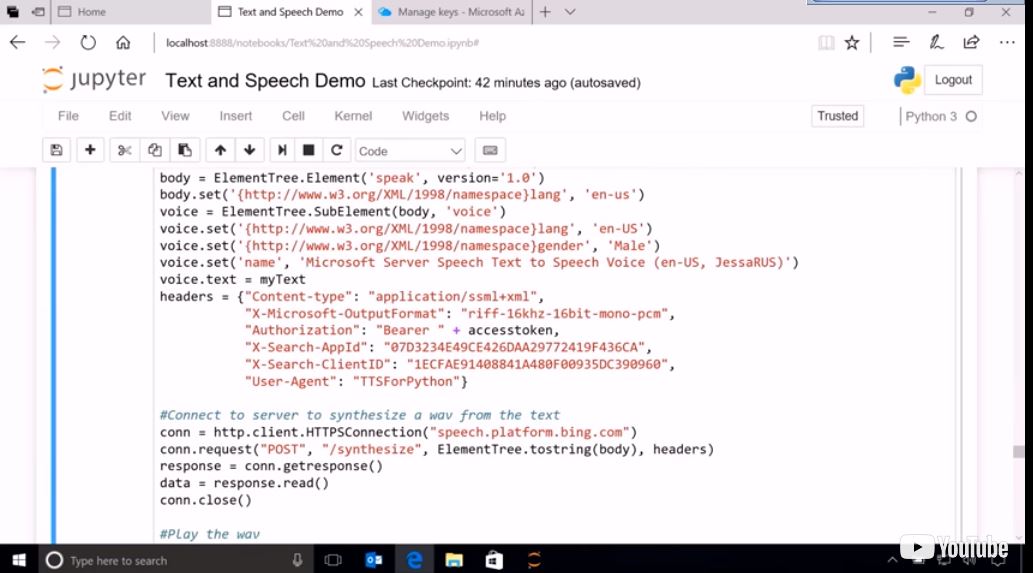 Home
Text and Speech Demo
Manage keys - Microsoft Az
localhost:8888/notebooks/Text%20and%20Speech%20Demo.ipynb#
jupyter Text and Speech Demo Last Checkpoint: 42 minutes ago (autosaved)
Logout
File Edit View Insert Cell Kernel Widgets Help
Trusted
Python 3
Code
body = ElementTree.Element('speak', version='1.0')
body.set('{http://www.w3.org/XML/1998/namespace}lang', 'en-us')
voice = ElementTree.SubElement(body, 'voice')
voice.set('{http://www.w3.org/XML/1998/namespace}lang', 'en-US')
voice.set('{http://www.w3.org/XML/1998/namespace}gender', 'Male')
voice.set('name', 'Microsoft Server Speech Text to Speech Voice (en-US, JessaRUS)')
voice.text = myText
headers = {"Content-type": "application/ssml+xml",
"X-Microsoft-OutputFormat": "riff-16khz-16bit-mono-pcm",
"Authorization": "Bearer " + accesstoken,
"X-Search-AppId": "07D3234E49CE426DAA29772419F436CA",
"X-Search-ClientID": "1ECFAE91408841A480F00935DC390960",
"User-Agent": "TTSForPython"}
#Connect to server to synthesize a wav from the text
conn = http.client.HTTPSConnection("speech.platform.bing.com")
conn.request("POST", "/synthesize", ElementTree.tostring(body), headers)
response = conn.getresponse()
data = response.read()
conn.close()
#Play the wav
Type here to search
YouTube